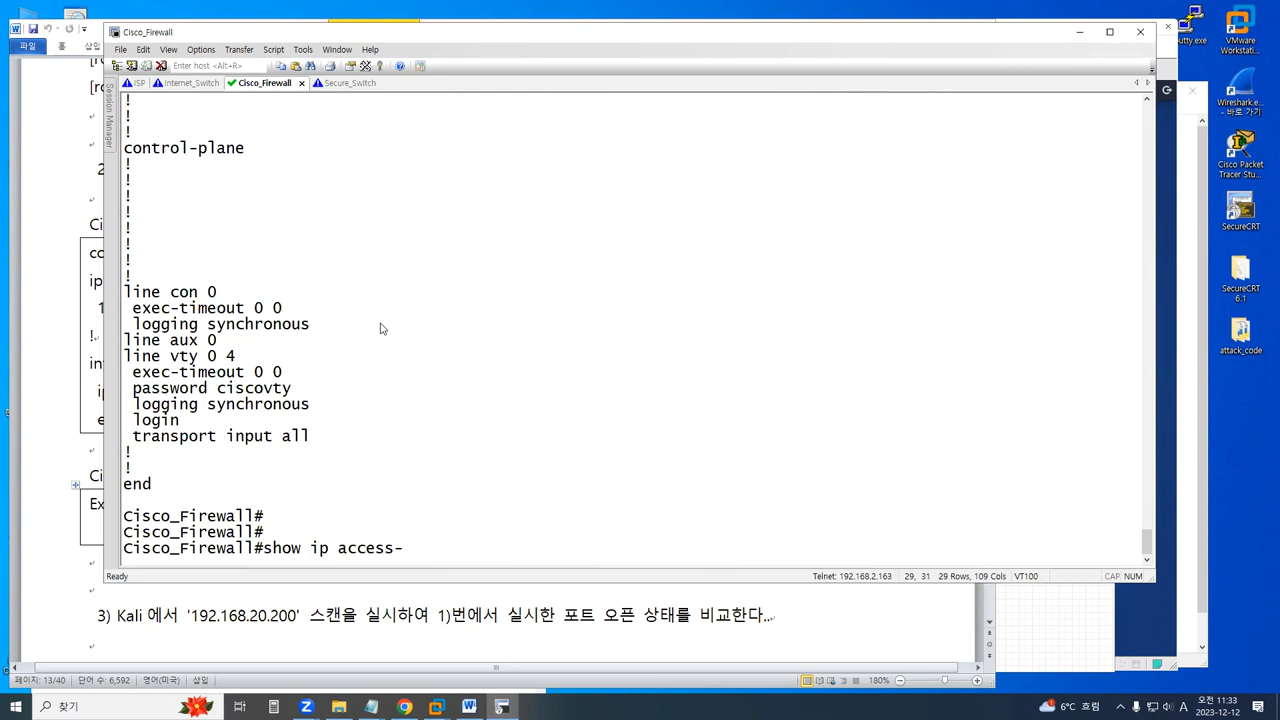 Cisco_Firewall
파일
홈
삽입
File Edit View Options Transfer Script Tools Window Help
Enter host <Alt+R>
ISP Internet_Switch Cisco_Firewall Secure_Switch
Session Manager
!
!
!
control-plane
!
!
!
!
!
!
!
!
line con 0
exec-timeout 0 0
logging synchronous
line aux 0
line vty 0 4
exec-timeout 0 0
password ciscovty
logging synchronous
login
transport input all
!
!
end
Cisco_Firewall#
Cisco_Firewall#
Cisco_Firewall#show ip access-
Ready Telnet: 192.168.2.163 29, 31 29 Rows, 109 Cols VT100 CAP NUM
3) Kali 에서 '192.168.20.200' 스캔을 실시하여 1)번에서 실시한 포트 오픈 상태를 비교한다..
페이지: 13/40 단어 수: 6,592 영어(미국) 삽입 180%
putty.exe
VMware
Workstati...
Wireshark.e...
- 바로 가기
Cisco Packet
Tracer Stu...
SecureCRT
SecureCRT
6.1
attack_code
찾기
6°C 흐림
A
오전 11:33
2023-12-12